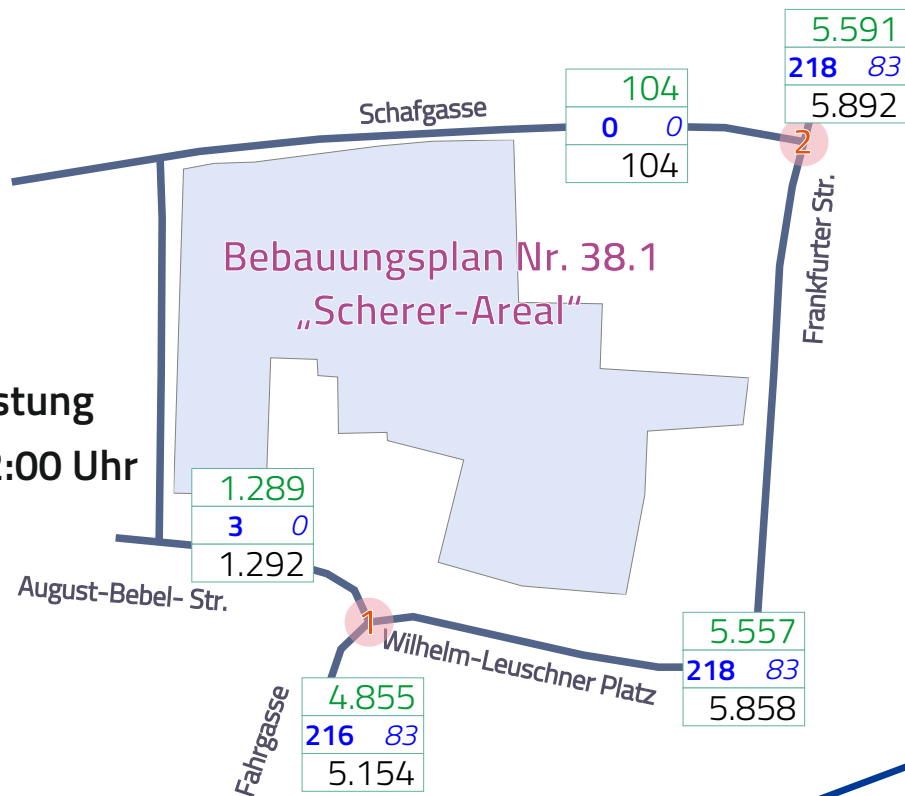 5.591
218 83
5.892
104
0 0
104
Schafgasse
2
Frankfurter Str.
Bebauungsplan Nr. 38.1
„Scherer-Areal“
:00 Uhr
1.289
3 0
1.292
August-Bebel- Str.
1
Wilhelm-Leuschner Platz
5.557
218 83
5.858
Fahrgasse
4.855
216 83
5.154